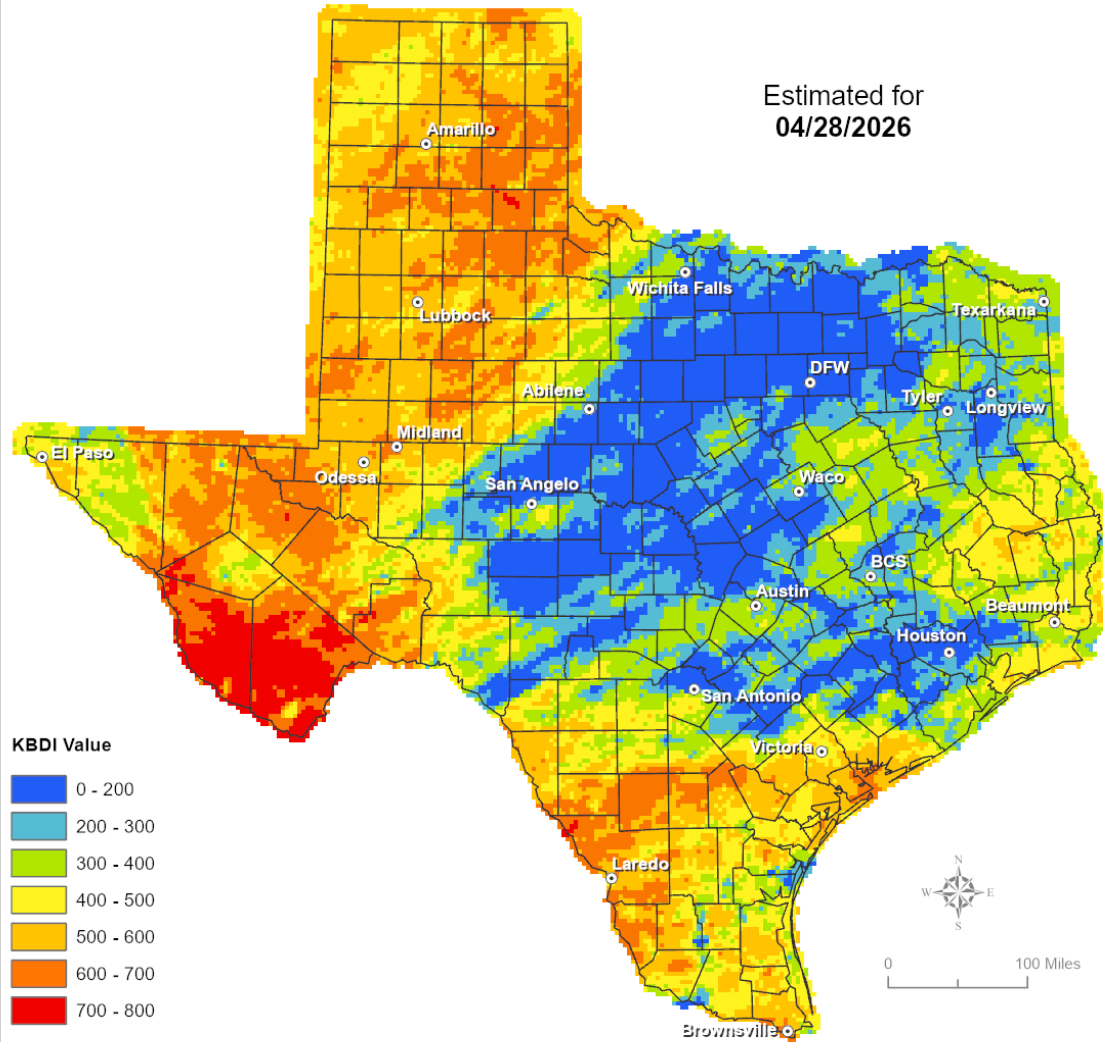 Estimated for
04/28/2026
Amarillo
Wichita Falls
Lubbock
Texarkana
DFW
Abilene
Tyler
Longview
Midland
El Paso
Odessa
San Angelo
Waco
BCS
Austin
Beaumont
Houston
San Antonio
Victoria
KBDI Value
0 - 200
200 - 300
300 - 400
400 - 500
500 - 600
600 - 700
700 - 800
Laredo
Brownsville
N
W E
S
0 100 Miles